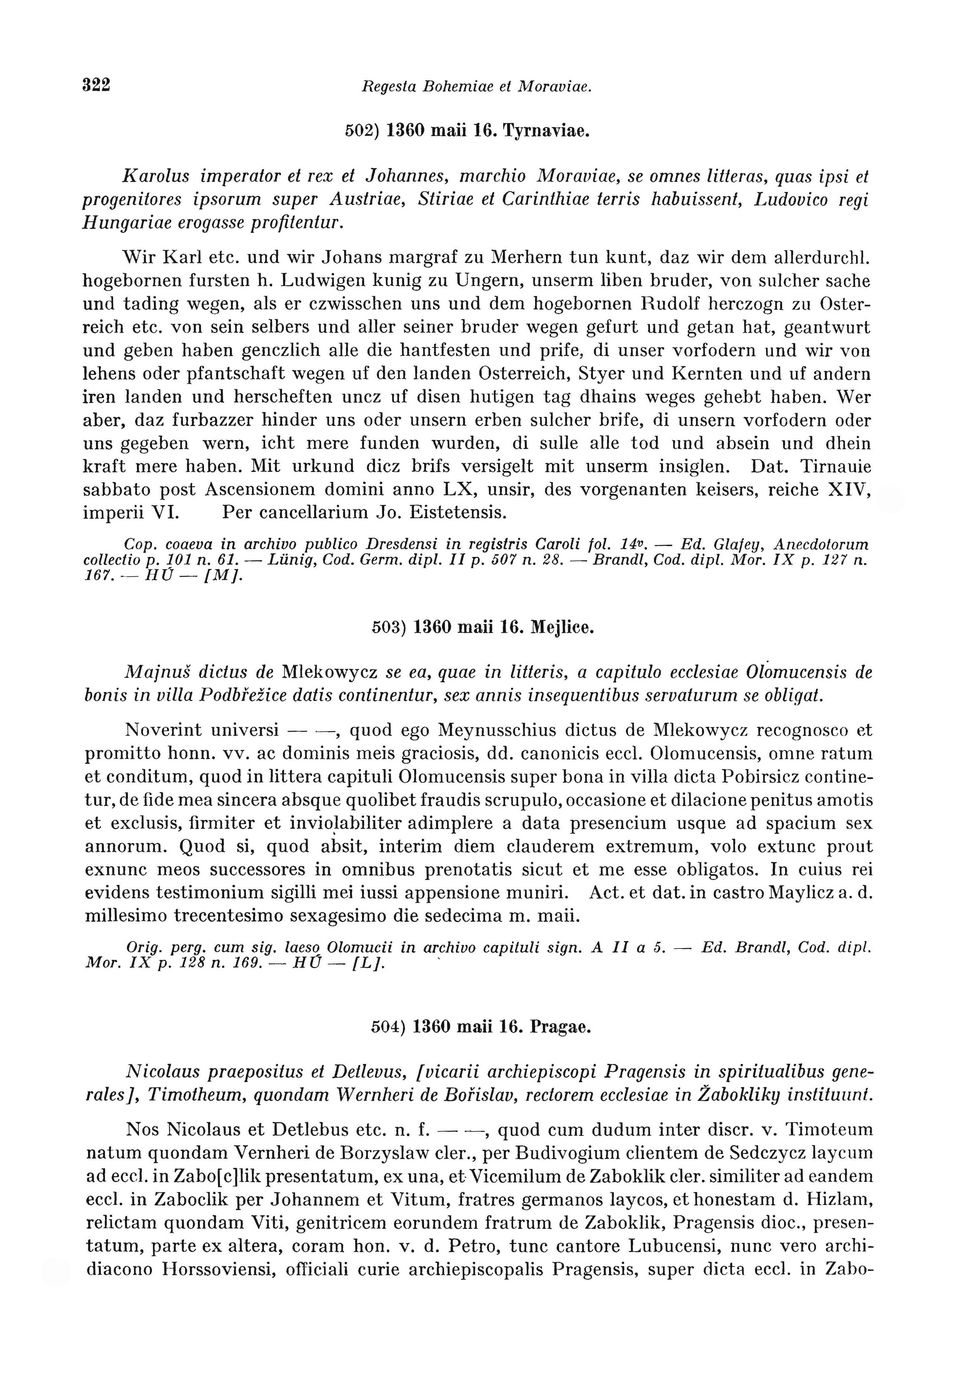 322 Regesta Bohemiae et Moraviae.
502) 1360 maii 16. Tyrnaviae.
Karolus imperator et rex et Johannes, marchio Moraviae, se omnes litteras, quas ipsi et
progenitores ipsorum super Austriae, Stiriae et Carinthiae terris habuissent, Ludovico regi
Hungariae erogasse profitentur.
Wir Karl etc. und wir Johans margraf zu Merhern tun kunt, daz wir dem allerdurchl.
hogebornen fursten h. Ludwigen kunig zu Ungern, unserm liben bruder, von sulcher sache
und tading wegen, als er czwisschen uns und dem hogebornen Rudolf herczogn zu Oster-
reich etc. von sein selbers und aller seiner bruder wegen gefurt und getan hat, geantwurt
und geben haben genczlich alle die hantfesten und prife, di unser vorfodern und wir von
lehens oder pfantschaft wegen uf den landen Osterreich, Styer und Kernten und uf andern
iren landen und herscheften uncz uf disen hutigen tag dhains weges gehebt haben. Wer
aber, daz furbazzer hinder uns oder unsern erben sulcher brife, di unsern vorfodern oder
uns gegeben wern, icht mere funden wurden, di sulle alle tod und absein und dhein
kraft mere haben. Mit urkund dicz brifs versigelt mit unserm insiglen. Dat. Tirnauie
sabbato post Ascensionem domini anno LX, unsir, des vorgenanten keisers, reiche XIV,
imperii VI. Per cancellarium Jo. Eistetensis.
Cop. coaeva in archivo publico Dresdensi in registris Caroli fol. 14v. — Ed. Glafey, Anecdotorum
collectio p. 101 n. 61. — Lünig, Cod. Germ. dipl. II p. 507 n. 28. — Brandl, Cod. dipl. Mor. IX p. 127 n.
167. — HÚ — [M].
503) 1360 maii 16. Mejlice.
Majnuš dictus de Mlekowycz se ea, quae in litteris, a capitulo ecclesiae Olomucensis de
bonis in villa Podbřežice datis continentur, sex annis insequentibus servaturum se obligat.
Noverint universi — —, quod ego Meynusschius dictus de Mlekowycz recognosco et
promitto honn. vv. ac dominis meis graciosis, dd. canonicis eccl. Olomucensis, omne ratum
et conditum, quod in littera capituli Olomucensis super bona in villa dicta Pobirsicz contine-
tur, de fide mea sincera absque quolibet fraudis scrupulo, occasione et dilacione penitus amotis
et exclusis, firmiter et inviolabiliter adimplere a data presencium usque ad spacium sex
annorum. Quod si, quod absit, interim diem clauderem extremum, volo extunc prout
exnunc meos successores in omnibus prenotatis sicut et me esse obligatos. In cuius rei
evidens testimonium sigilli mei iussi appensione muniri. Act. et dat. in castro Maylicz a. d.
millesimo trecentesimo sexagesimo die sedecima m. maii.
Orig. perg. cum sig. laeso Olomucii in archivo capituli sign. A II a 5. — Ed. Brandl, Cod. dipl.
Mor. IX p. 128 n. 169. — HÚ — [L].
504) 1360 maii 16. Pragae.
Nicolaus praepositus et Detlevus, [vicarii archiepiscopi Pragensis in spiritualibus gene-
rales], Timotheum, quondam Wernheri de Bořislav, rectorem ecclesiae in Žabokliky instituunt.
Nos Nicolaus et Detlebus etc. n. f. — —, quod cum dudum inter discr. v. Timoteum
natum quondam Vernheri de Borzyslaw cler., per Budivogium clientem de Sedczycz laycum
ad eccl. in Zabo[c]lik presentatum, ex una, et Vicemilum de Zaboklik cler. similiter ad eandem
eccl. in Zaboclik per Johannem et Vitum, fratres germanos laycos, et honestam d. Hizlam,
relictam quondam Viti, genitricem eorundem fratrum de Zaboklik, Pragensis dioc., presen-
tatum, parte ex altera, coram hon. v. d. Petro, tunc cantore Lubucensi, nunc vero archi-
diacono Horssoviensi, officiali curie archiepiscopalis Pragensis, super dicta eccl. in Zabo-